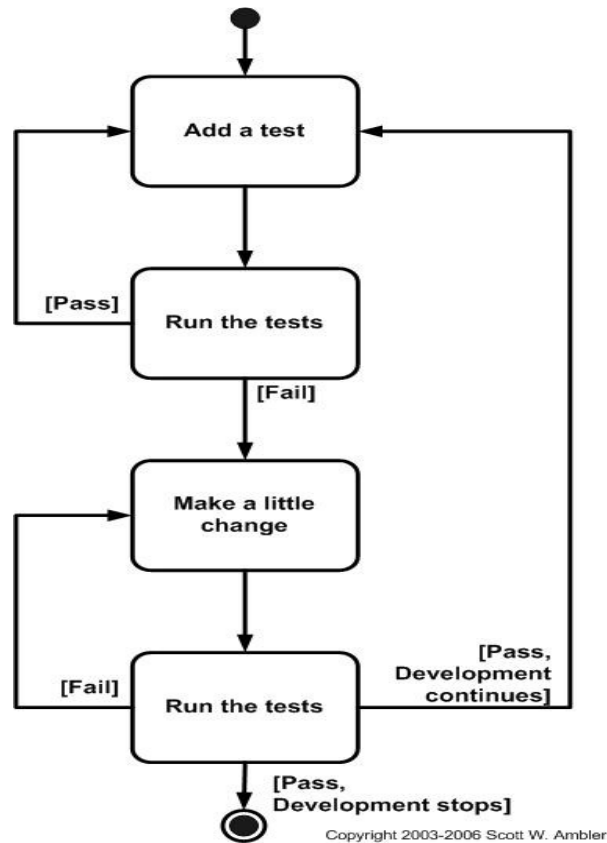 Add a test
[Pass]
Run the tests
[Fail]
Make a little
change
[Fail]
Run the tests
[Pass,
Development
continues]
[Pass,
Development stops]
Copyright 2003-2006 Scott W. Ambler